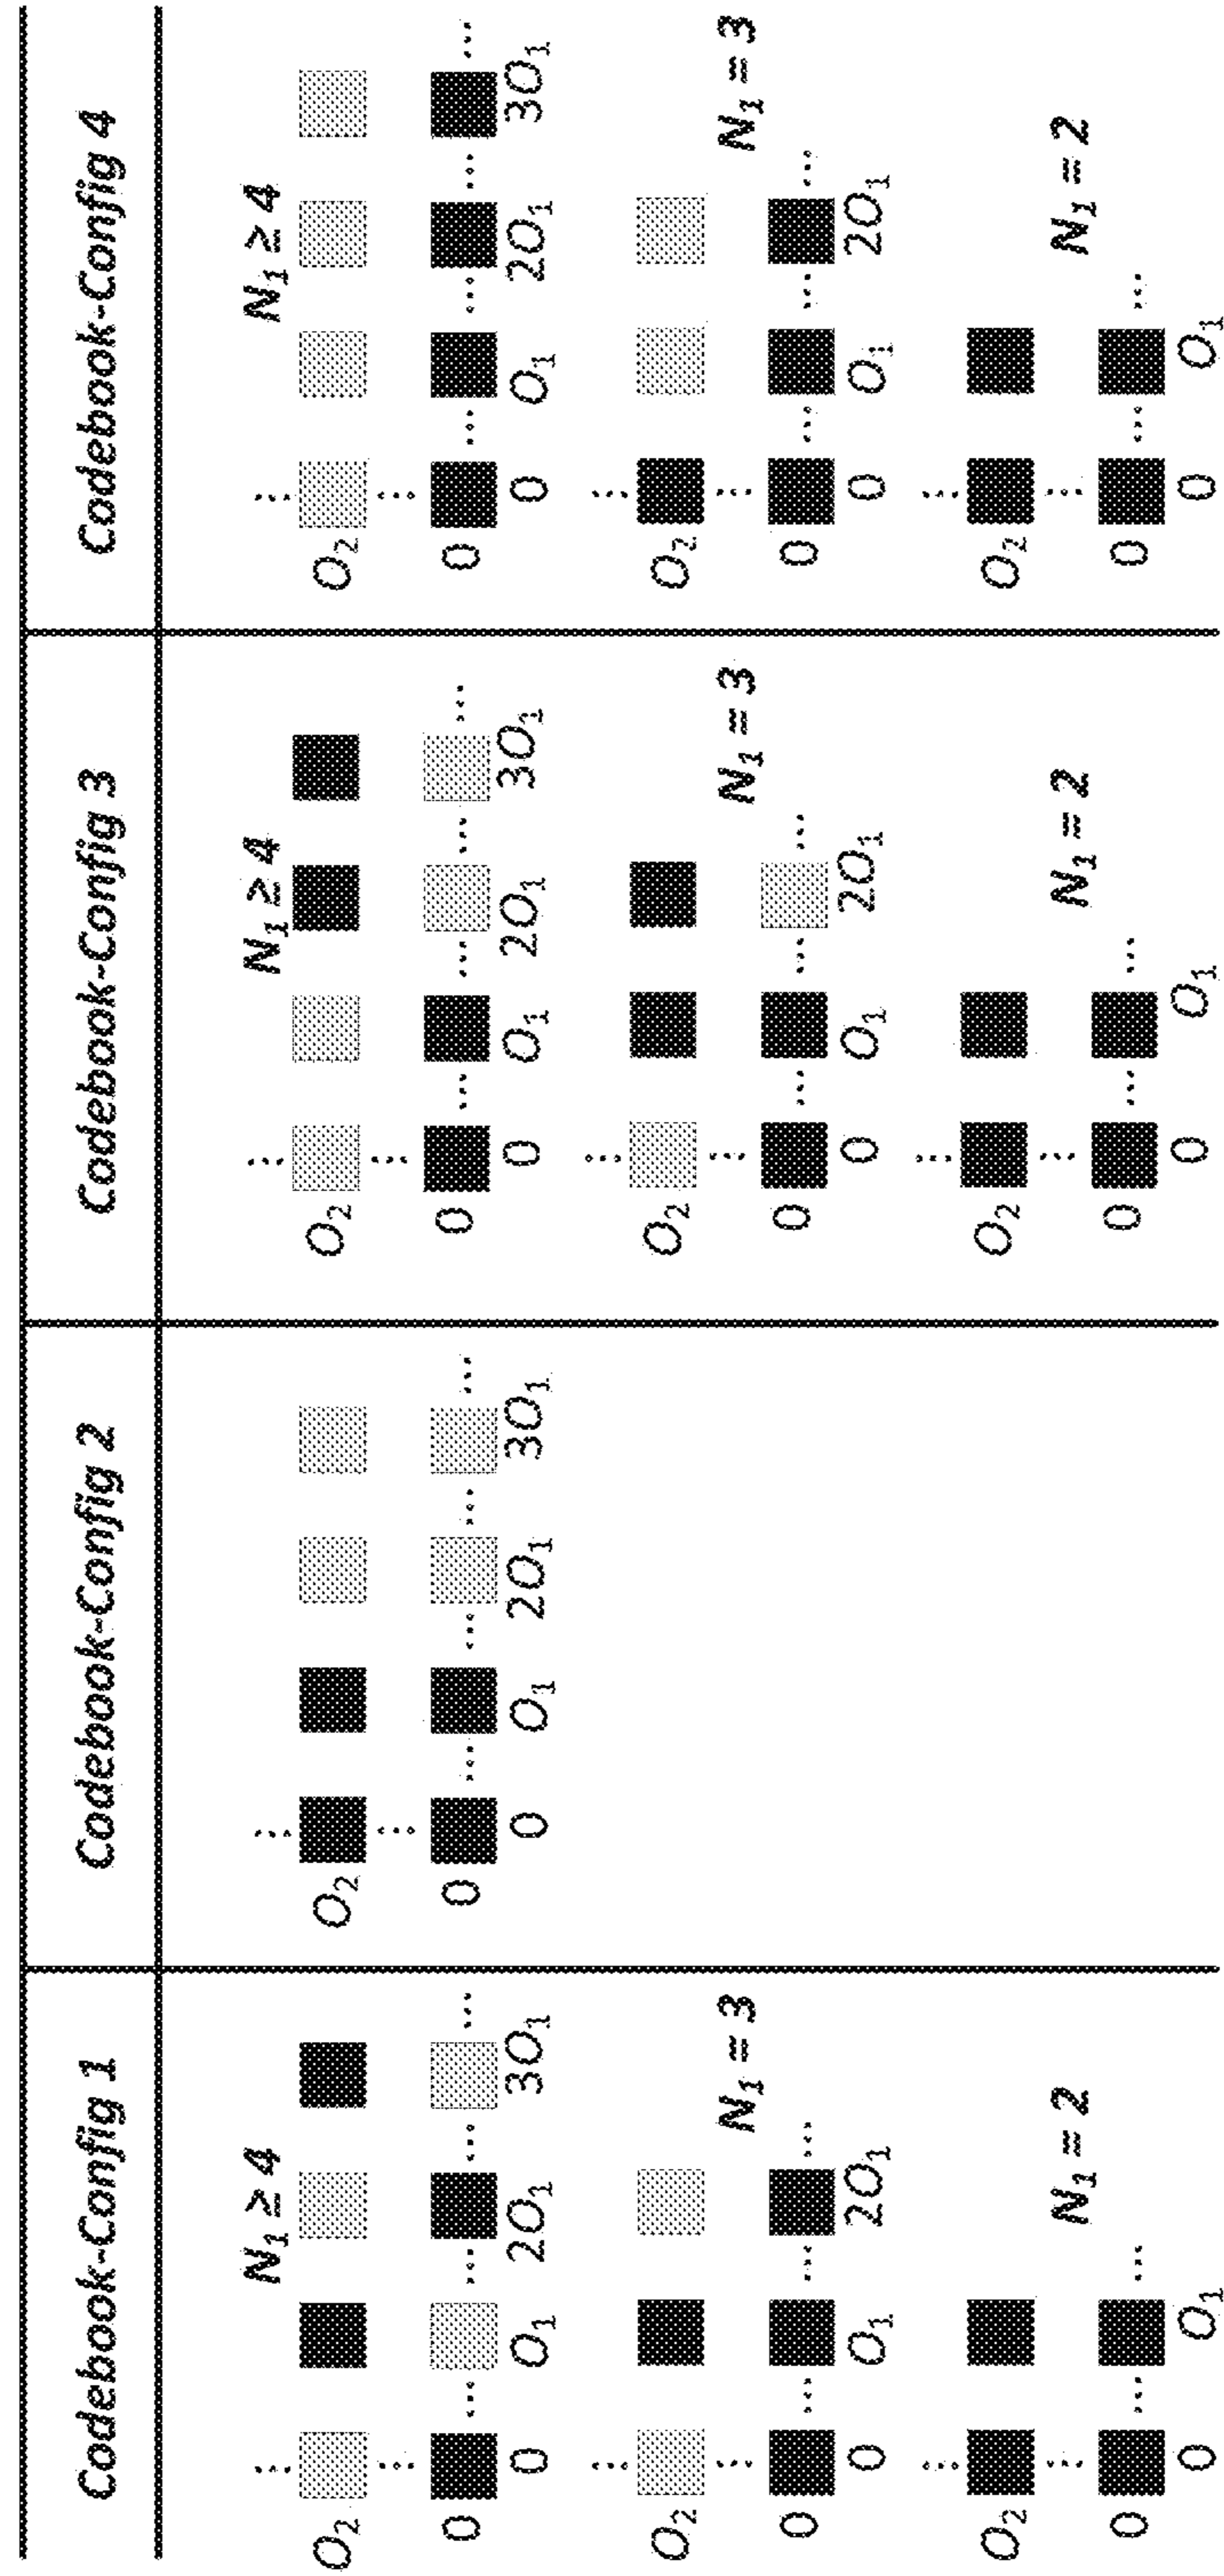 Codebook-Config 1
N₁ ≥ 4
O₂
0
0 ... O₁ ... 2O₁ ... 3O₁ ...
N₁ = 3
O₂
0
0 ... O₁ ... 2O₁ ...
N₁ = 2
O₂
0
0 ... O₁ ...
Codebook-Config 2
O₂
0
0 ... O₁ ... 2O₁ ... 3O₁ ...
Codebook-Config 3
N₁ ≥ 4
O₂
0
0 ... O₁ ... 2O₁ ... 3O₁ ...
N₁ = 3
O₂
0
0 ... O₁ ... 2O₁ ...
N₁ = 2
O₂
0
0 ... O₁ ...
Codebook-Config 4
N₁ ≥ 4
O₂
0
0 ... O₁ ... 2O₁ ... 3O₁ ...
N₁ = 3
O₂
0
0 ... O₁ ... 2O₁ ...
N₁ = 2
O₂
0
0 ... O₁ ...